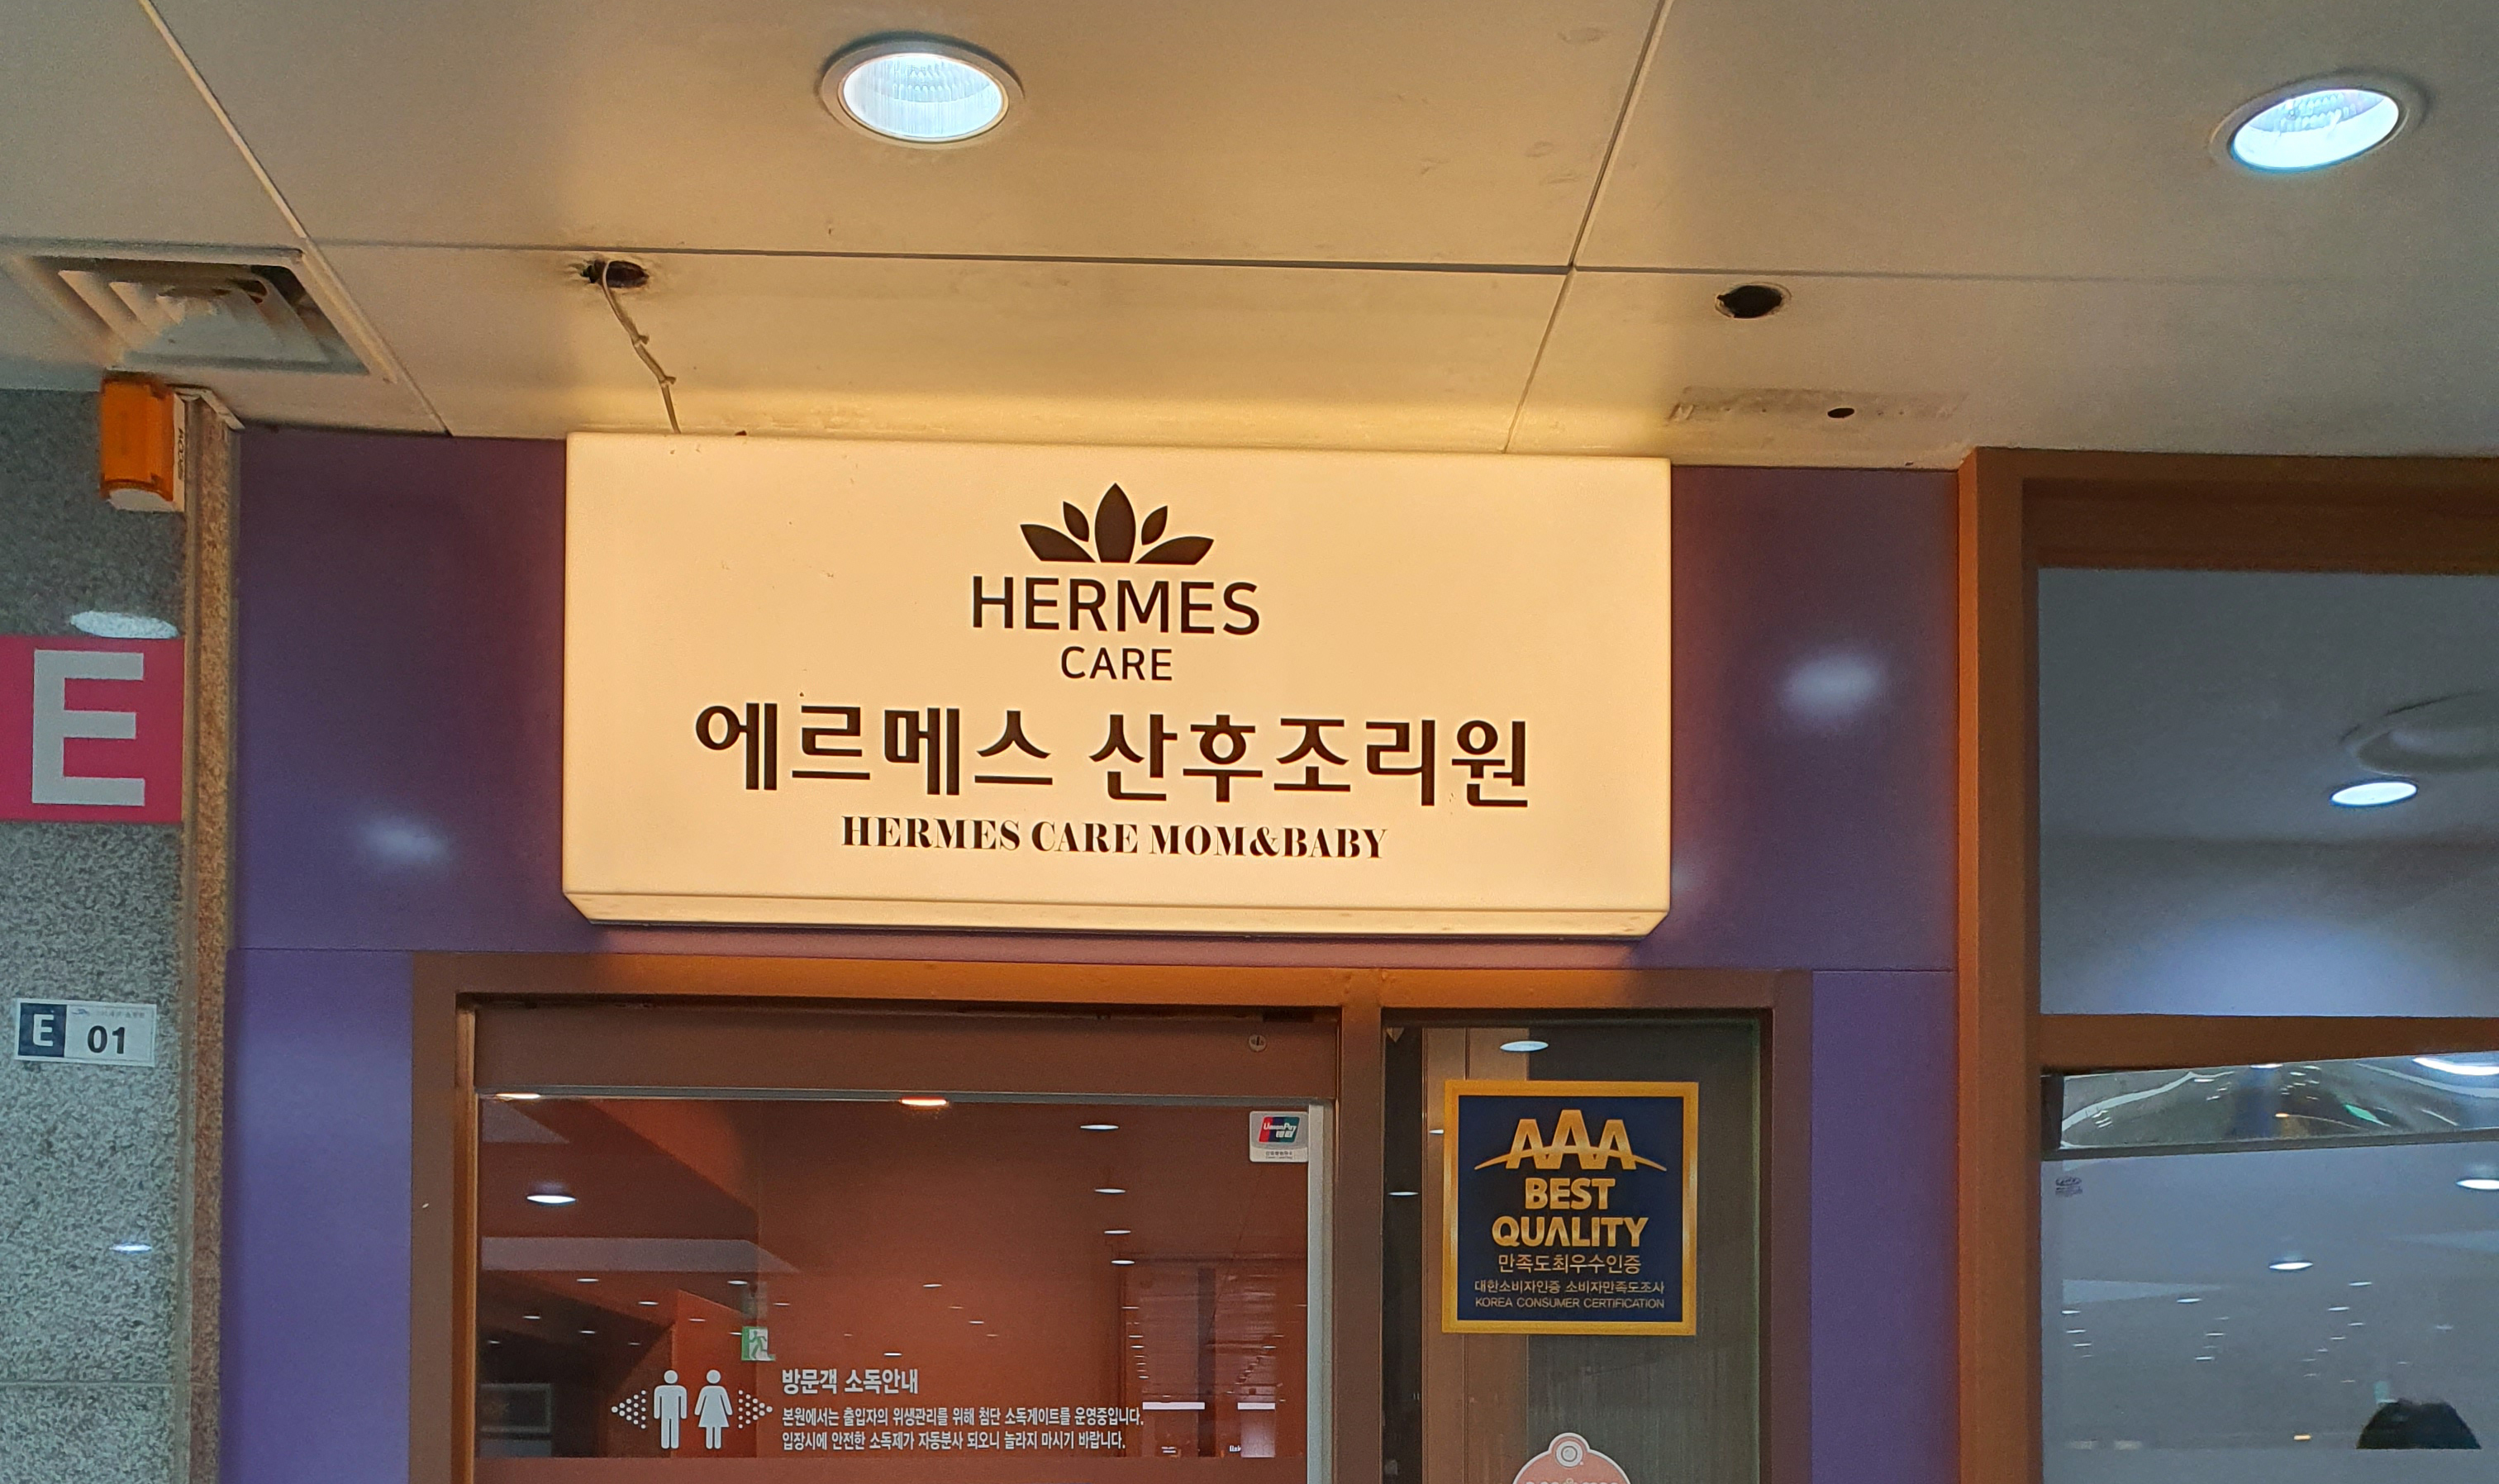 HERMES
CARE
에르메스 산후조리원
HERMES CARE MOM&BABY
E
E 01
UnionPay
AAA
BEST
QUALITY
만족도최우수인증
대한소비자인증 소비자만족도조사
KOREA CONSUMER CERTIFICATION
방문객 소독안내
본원에서는 출입자의 위생관리를 위해 첨단 소독게이트를 운영중입니다.
입장시에 안전한 소독제가 자동분사 되오니 놀라지 마시기 바랍니다.